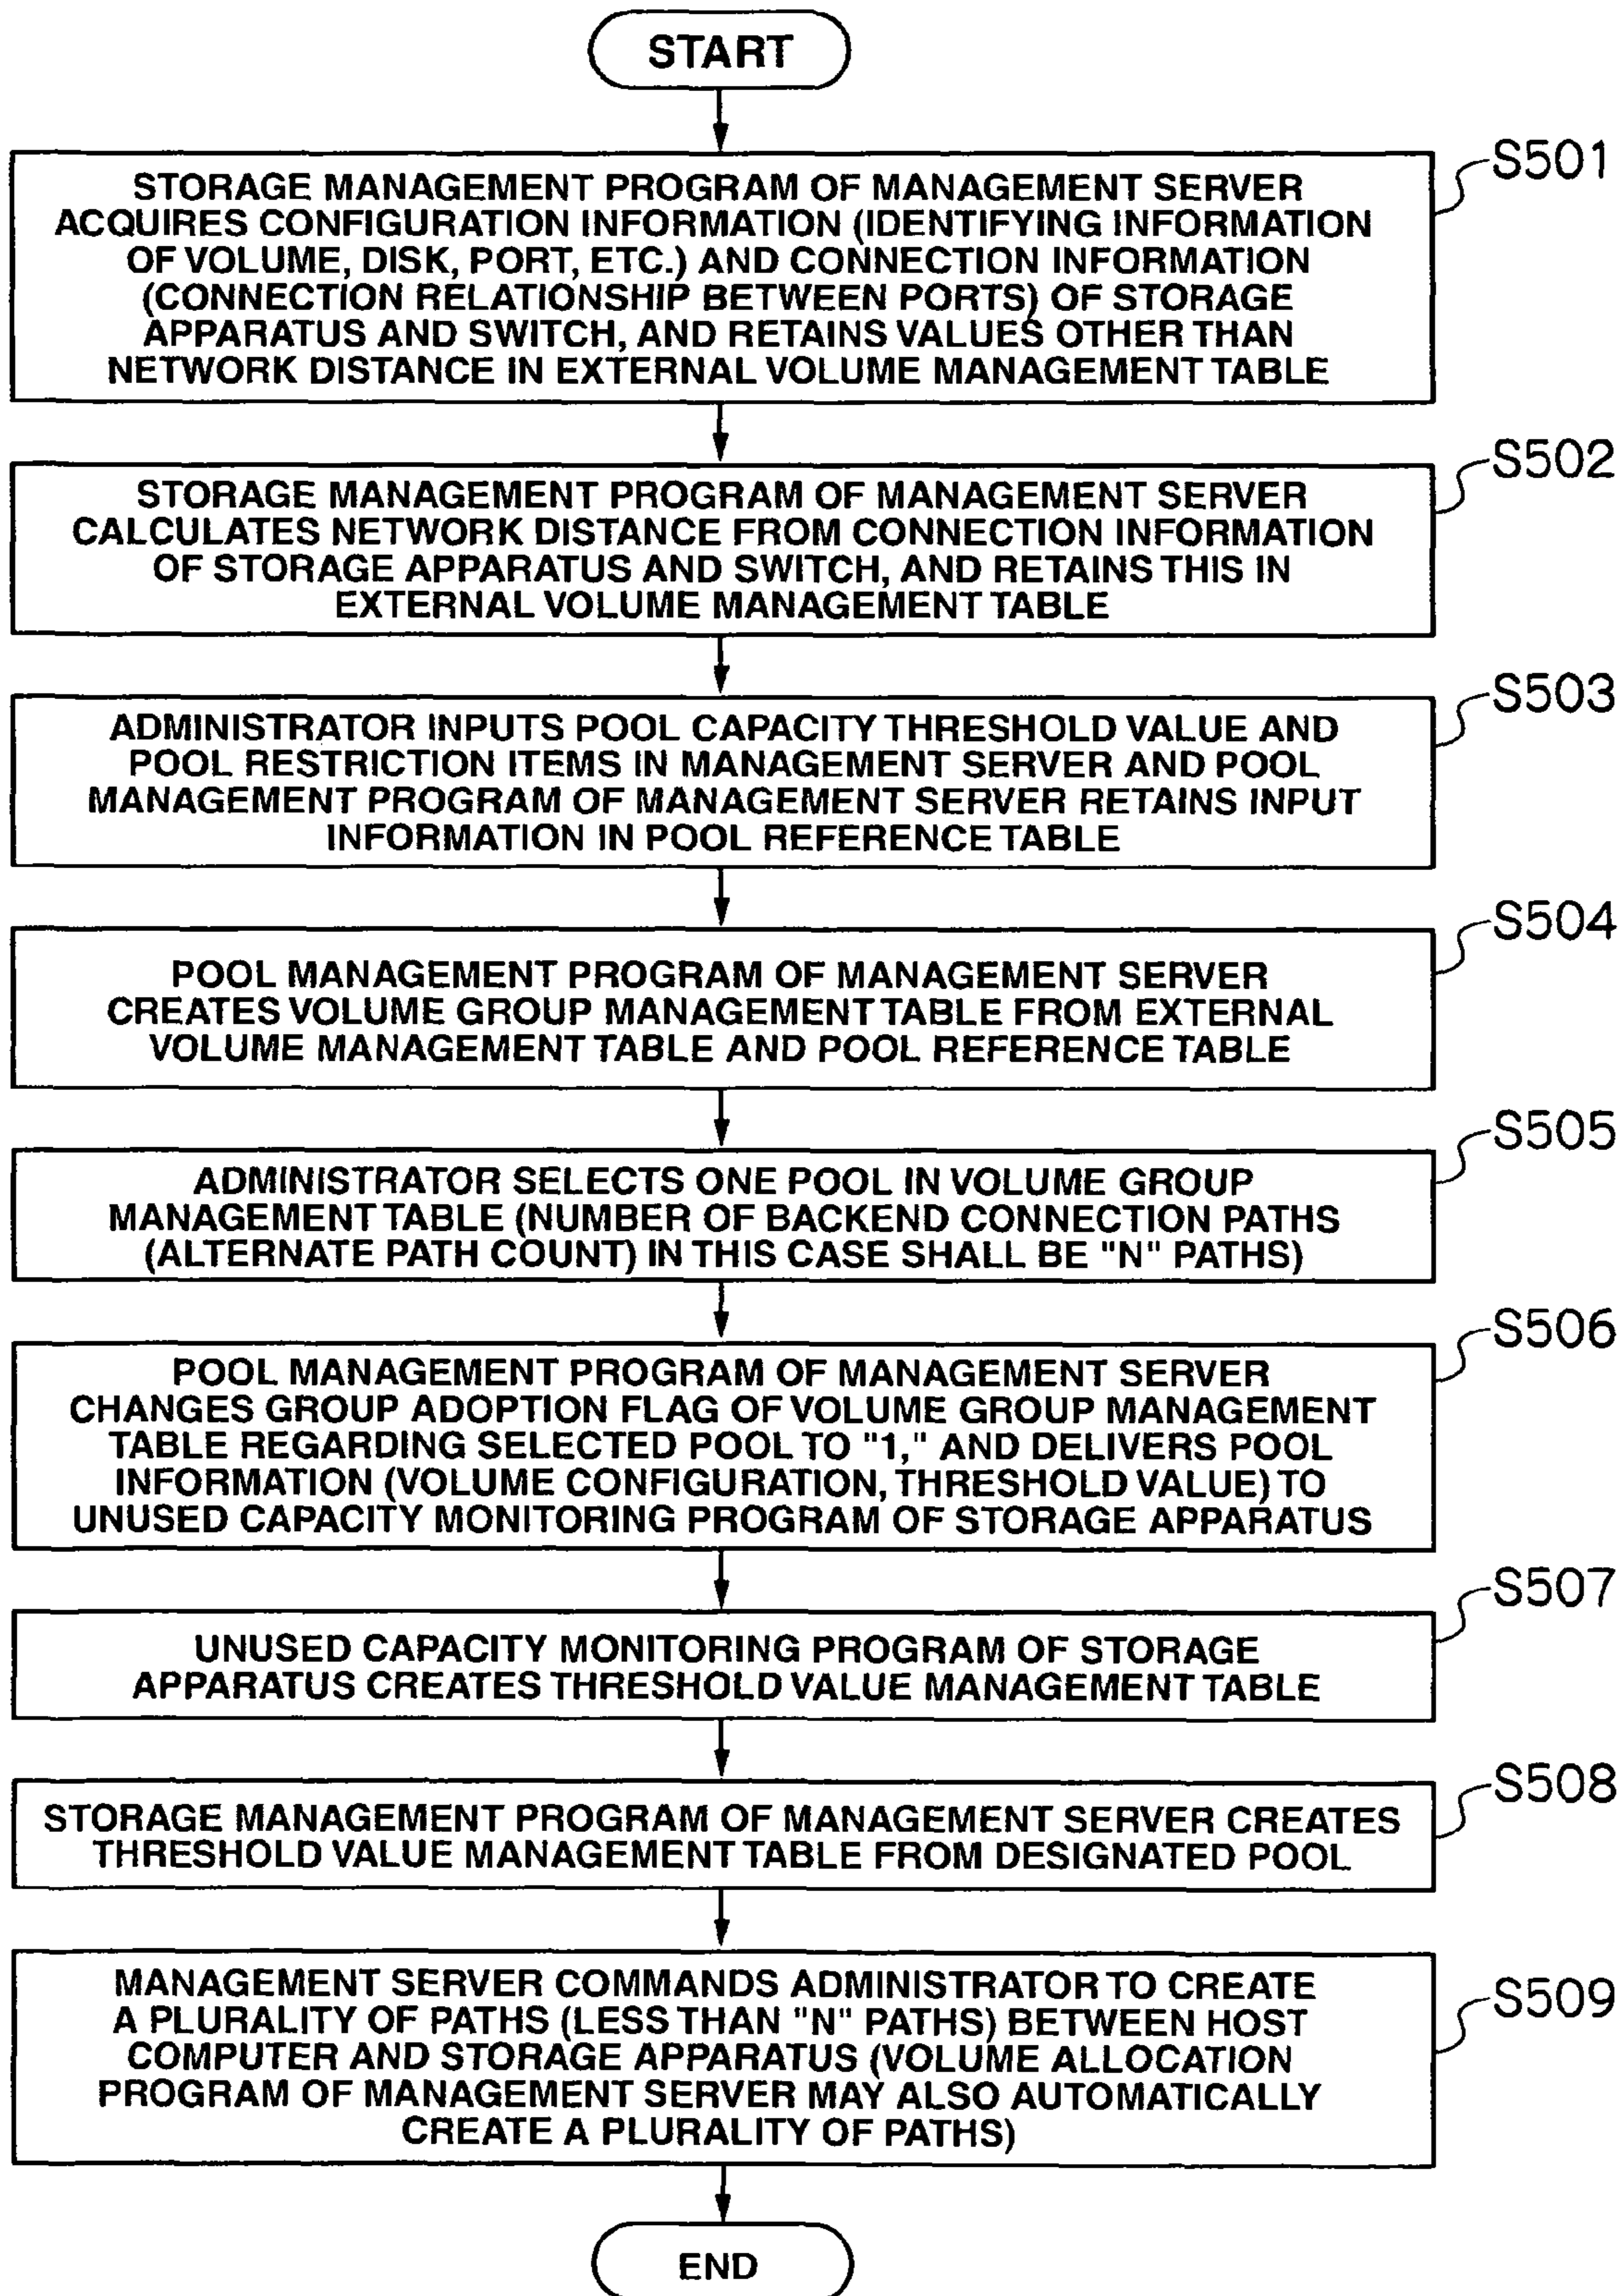 START
S501
STORAGE MANAGEMENT PROGRAM OF MANAGEMENT SERVER
ACQUIRES CONFIGURATION INFORMATION (IDENTIFYING INFORMATION
OF VOLUME, DISK, PORT, ETC.) AND CONNECTION INFORMATION
(CONNECTION RELATIONSHIP BETWEEN PORTS) OF STORAGE
APPARATUS AND SWITCH, AND RETAINS VALUES OTHER THAN
NETWORK DISTANCE IN EXTERNAL VOLUME MANAGEMENT TABLE
S502
STORAGE MANAGEMENT PROGRAM OF MANAGEMENT SERVER
CALCULATES NETWORK DISTANCE FROM CONNECTION INFORMATION
OF STORAGE APPARATUS AND SWITCH, AND RETAINS THIS IN
EXTERNAL VOLUME MANAGEMENT TABLE
S503
ADMINISTRATOR INPUTS POOL CAPACITY THRESHOLD VALUE AND
POOL RESTRICTION ITEMS IN MANAGEMENT SERVER AND POOL
MANAGEMENT PROGRAM OF MANAGEMENT SERVER RETAINS INPUT
INFORMATION IN POOL REFERENCE TABLE
S504
POOL MANAGEMENT PROGRAM OF MANAGEMENT SERVER
CREATES VOLUME GROUP MANAGEMENT TABLE FROM EXTERNAL
VOLUME MANAGEMENT TABLE AND POOL REFERENCE TABLE
S505
ADMINISTRATOR SELECTS ONE POOL IN VOLUME GROUP
MANAGEMENT TABLE (NUMBER OF BACKEND CONNECTION PATHS
(ALTERNATE PATH COUNT) IN THIS CASE SHALL BE "N" PATHS)
S506
POOL MANAGEMENT PROGRAM OF MANAGEMENT SERVER
CHANGES GROUP ADOPTION FLAG OF VOLUME GROUP MANAGEMENT
TABLE REGARDING SELECTED POOL TO "1," AND DELIVERS POOL
INFORMATION (VOLUME CONFIGURATION, THRESHOLD VALUE) TO
UNUSED CAPACITY MONITORING PROGRAM OF STORAGE APPARATUS
S507
UNUSED CAPACITY MONITORING PROGRAM OF STORAGE
APPARATUS CREATES THRESHOLD VALUE MANAGEMENT TABLE
S508
STORAGE MANAGEMENT PROGRAM OF MANAGEMENT SERVER CREATES
THRESHOLD VALUE MANAGEMENT TABLE FROM DESIGNATED POOL
S509
MANAGEMENT SERVER COMMANDS ADMINISTRATOR TO CREATE
A PLURALITY OF PATHS (LESS THAN "N" PATHS) BETWEEN HOST
COMPUTER AND STORAGE APPARATUS (VOLUME ALLOCATION
PROGRAM OF MANAGEMENT SERVER MAY ALSO AUTOMATICALLY
CREATE A PLURALITY OF PATHS)
END